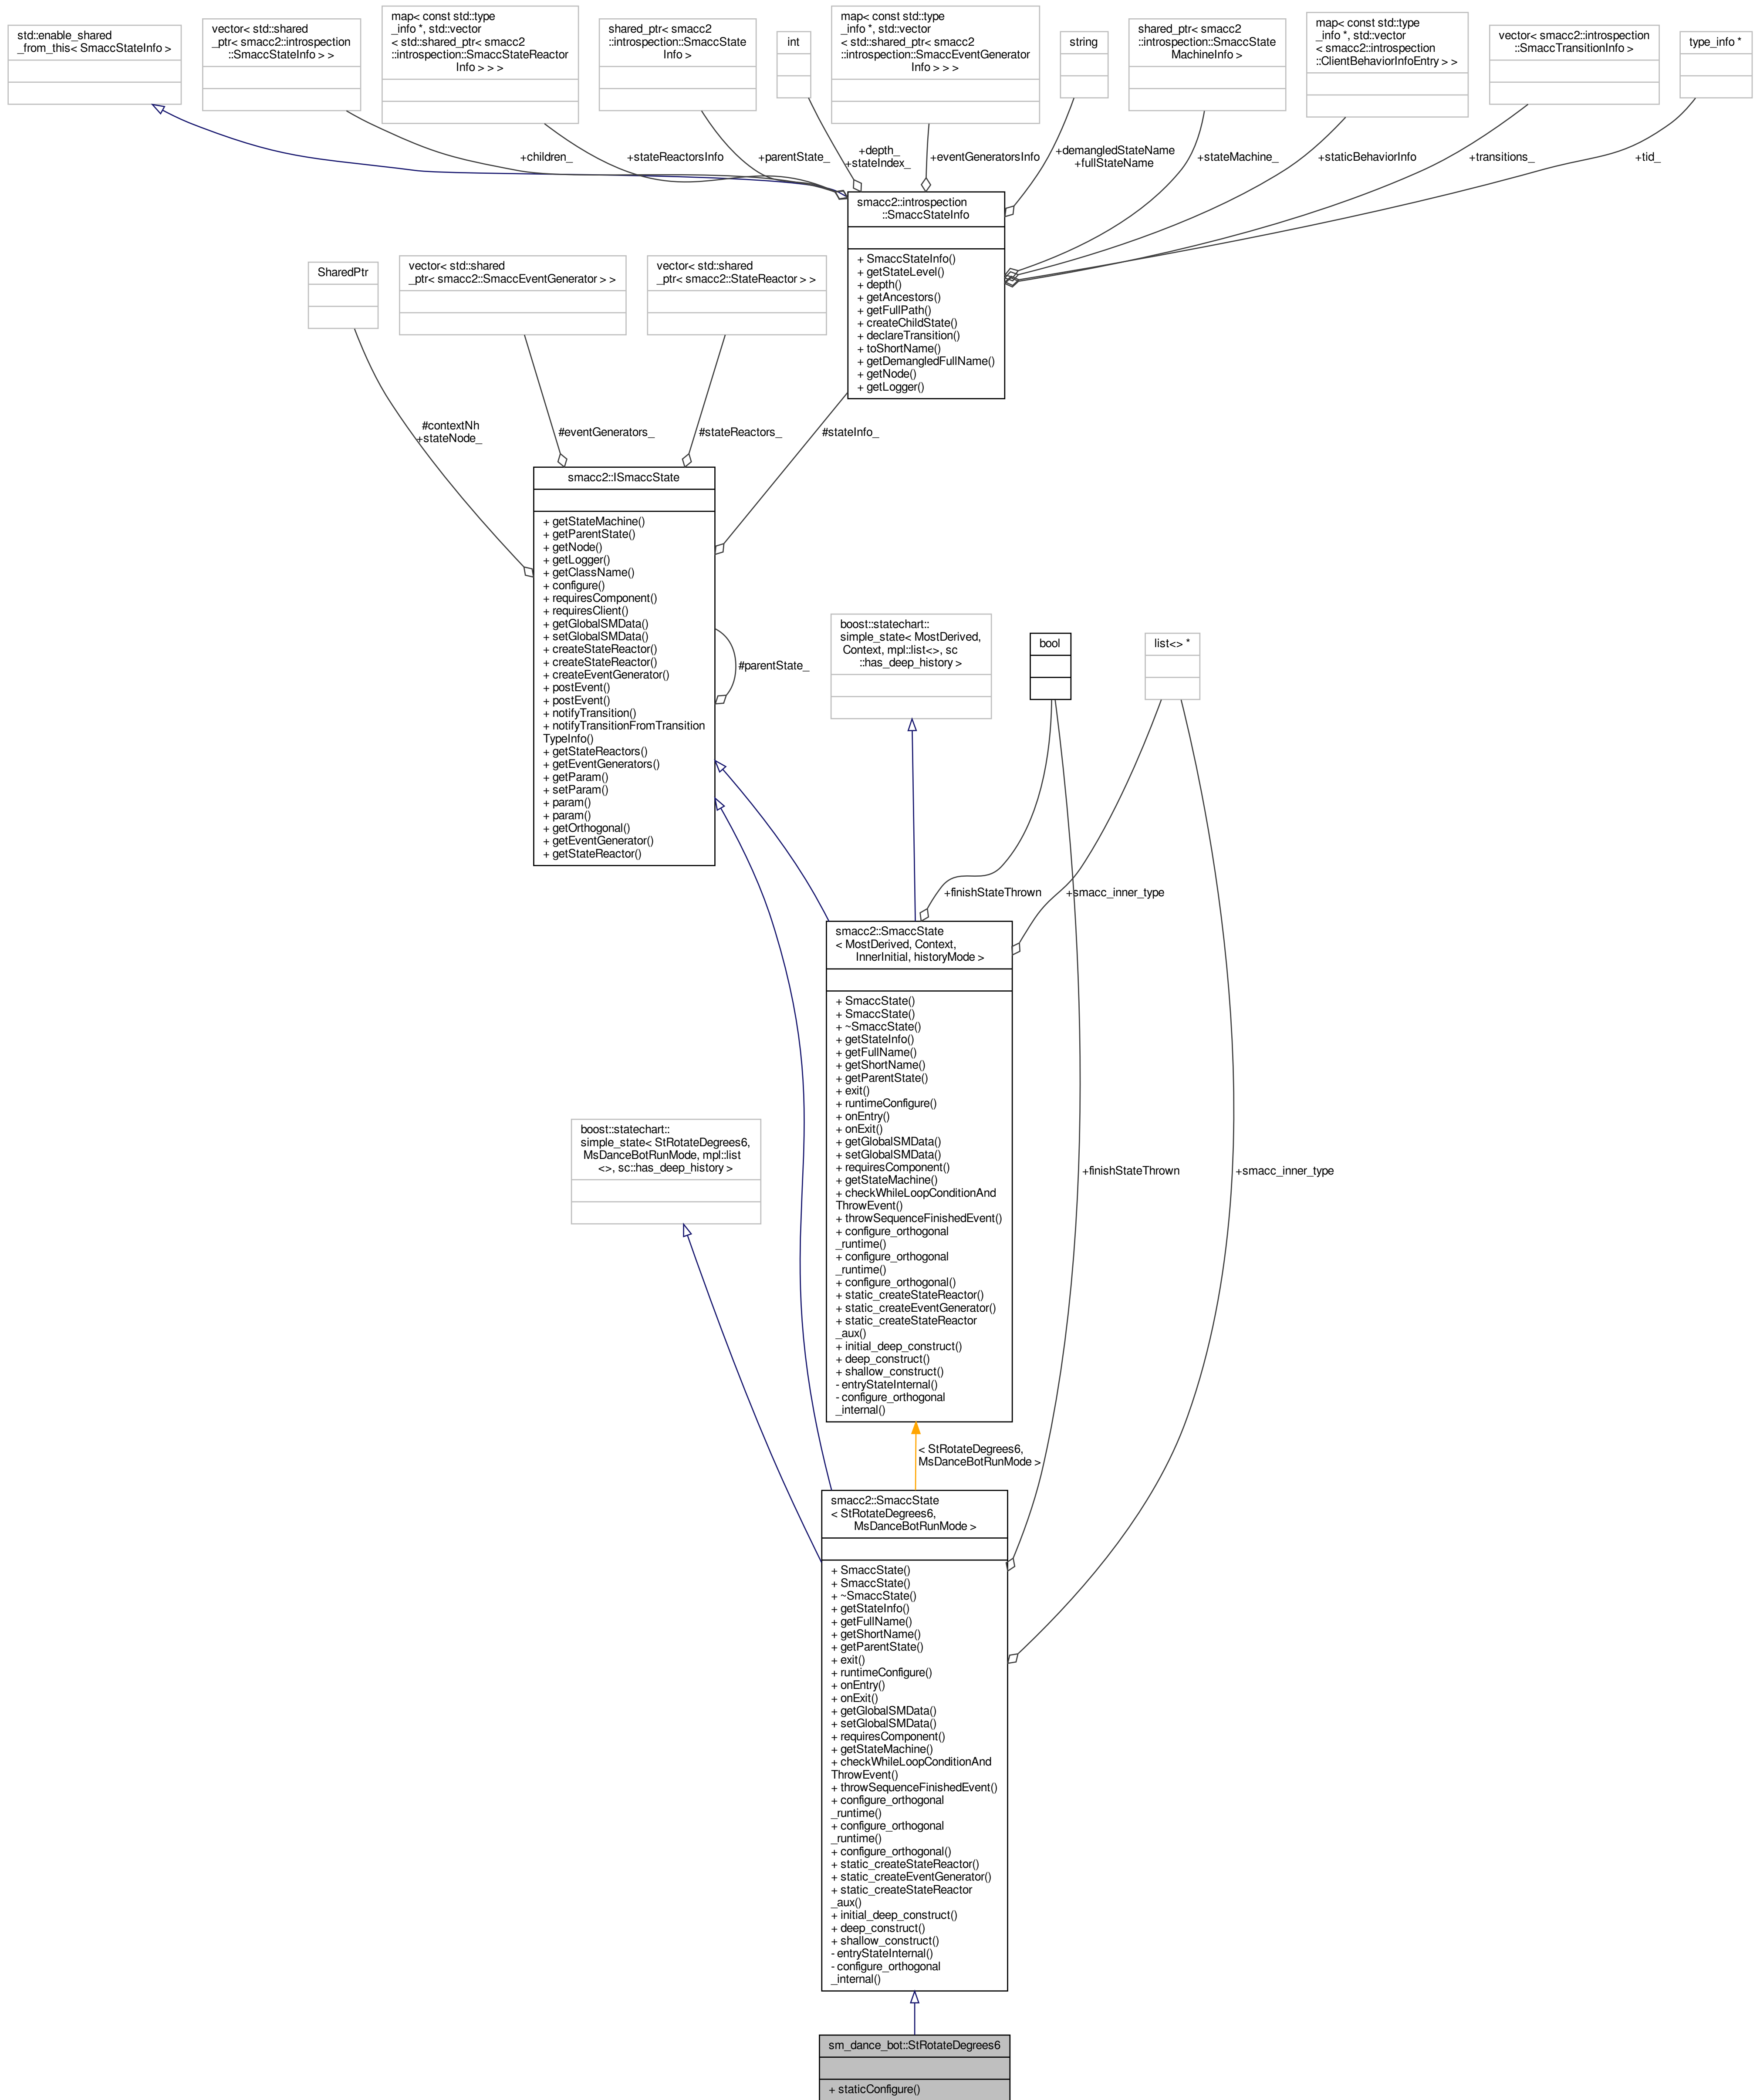 std::enable_shared
_from_this< SmaccStateInfo >
vector< std::shared
_ptr< smacc2::introspection
::SmaccStateInfo > >
map< const std::type
_info *, std::vector
< std::shared_ptr< smacc2
::introspection::SmaccStateReactor
Info > > >
shared_ptr< smacc2
::introspection::SmaccState
Info >
int
map< const std::type
_info *, std::vector
< std::shared_ptr< smacc2
::introspection::SmaccEventGenerator
Info > > >
string
shared_ptr< smacc2
::introspection::SmaccState
MachineInfo >
map< const std::type
_info *, std::vector
< smacc2::introspection
::ClientBehaviorInfoEntry > >
vector< smacc2::introspection
::SmaccTransitionInfo >
type_info *
+children_
+stateReactorsInfo
+parentState_
+depth_
+stateIndex_
+eventGeneratorsInfo
+demangledStateName
+fullStateName
+stateMachine_
+staticBehaviorInfo
+transitions_
+tid_
smacc2::introspection
::SmaccStateInfo
+ SmaccStateInfo()
+ getStateLevel()
+ depth()
+ getAncestors()
+ getFullPath()
+ createChildState()
+ declareTransition()
+ toShortName()
+ getDemangledFullName()
+ getNode()
+ getLogger()
SharedPtr
vector< std::shared
_ptr< smacc2::SmaccEventGenerator > >
vector< std::shared
_ptr< smacc2::StateReactor > >
#contextNh
+stateNode_
#eventGenerators_
#stateReactors_
#stateInfo_
smacc2::ISmaccState
+ getStateMachine()
+ getParentState()
+ getNode()
+ getLogger()
+ getClassName()
+ configure()
+ requiresComponent()
+ requiresClient()
+ getGlobalSMData()
+ setGlobalSMData()
+ createStateReactor()
+ createStateReactor()
+ createEventGenerator()
+ postEvent()
+ postEvent()
+ notifyTransition()
+ notifyTransitionFromTransition
TypeInfo()
+ getStateReactors()
+ getEventGenerators()
+ getParam()
+ setParam()
+ param()
+ param()
+ getOrthogonal()
+ getEventGenerator()
+ getStateReactor()
#parentState_
boost::statechart::
simple_state< MostDerived,
Context, mpl::list<>, sc
::has_deep_history >
bool
list<> *
+finishStateThrown
+smacc_inner_type
smacc2::SmaccState
< MostDerived, Context,
InnerInitial, historyMode >
+ SmaccState()
+ SmaccState()
+ ~SmaccState()
+ getStateInfo()
+ getFullName()
+ getShortName()
+ getParentState()
+ exit()
+ runtimeConfigure()
+ onEntry()
+ onExit()
+ getGlobalSMData()
+ setGlobalSMData()
+ requiresComponent()
+ getStateMachine()
+ checkWhileLoopConditionAnd
ThrowEvent()
+ throwSequenceFinishedEvent()
+ configure_orthogonal
_runtime()
+ configure_orthogonal
_runtime()
+ configure_orthogonal()
+ static_createStateReactor()
+ static_createEventGenerator()
+ static_createStateReactor
_aux()
+ initial_deep_construct()
+ deep_construct()
+ shallow_construct()
- entryStateInternal()
- configure_orthogonal
_internal()
boost::statechart::
simple_state< StRotateDegrees6,
MsDanceBotRunMode, mpl::list
<>, sc::has_deep_history >
+finishStateThrown
+smacc_inner_type
< StRotateDegrees6,
MsDanceBotRunMode >
smacc2::SmaccState
< StRotateDegrees6,
MsDanceBotRunMode >
+ SmaccState()
+ SmaccState()
+ ~SmaccState()
+ getStateInfo()
+ getFullName()
+ getShortName()
+ getParentState()
+ exit()
+ runtimeConfigure()
+ onEntry()
+ onExit()
+ getGlobalSMData()
+ setGlobalSMData()
+ requiresComponent()
+ getStateMachine()
+ checkWhileLoopConditionAnd
ThrowEvent()
+ throwSequenceFinishedEvent()
+ configure_orthogonal
_runtime()
+ configure_orthogonal
_runtime()
+ configure_orthogonal()
+ static_createStateReactor()
+ static_createEventGenerator()
+ static_createStateReactor
_aux()
+ initial_deep_construct()
+ deep_construct()
+ shallow_construct()
- entryStateInternal()
- configure_orthogonal
_internal()
sm_dance_bot::StRotateDegrees6
+ staticConfigure()